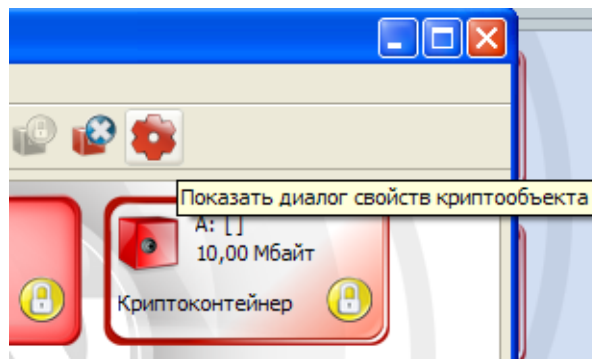 Показать диалог свойств криптообъекта
A: [ ]
10,00 Мбайт
Криптоконтейнер